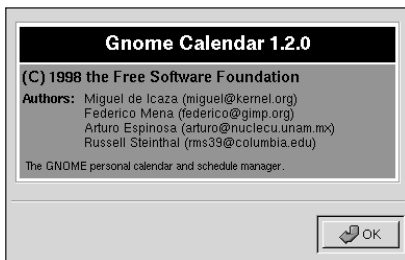 Gnome Calendar 1.2.0
(C) 1998 the Free Software Foundation
Authors: Miguel de Icaza (miguel@kernel.org)
Federico Mena (federico@gimp.org)
Arturo Espinosa (arturo@nuclecu.unam.mx)
Russell Steinthal (rms39@columbia.edu)
The GNOME personal calendar and schedule manager.
OK